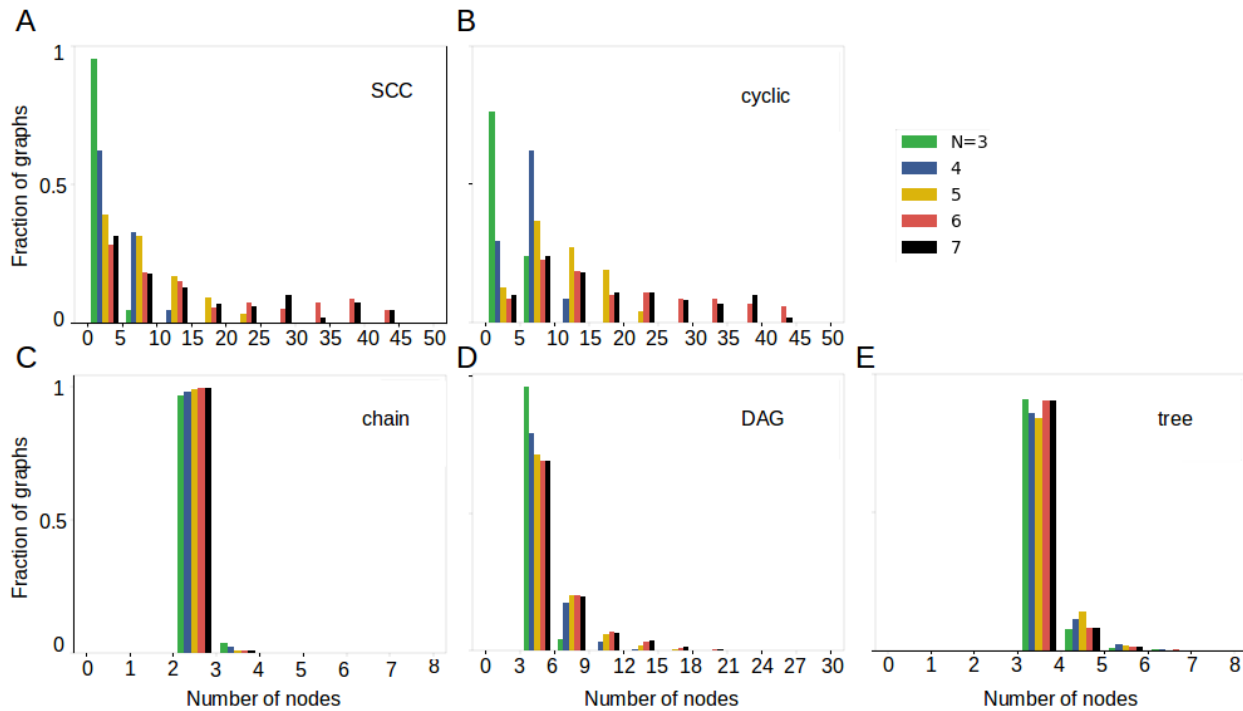 A
B
1
0.5
0
Fraction of graphs
SCC
0 5 10 15 20 25 30 35 40 45 50
cyclic
0 5 10 15 20 25 30 35 40 45 50
N=3
4
5
6
7
C
D
E
1
0.5
0
Fraction of graphs
chain
0 1 2 3 4 5 6 7 8
Number of nodes
DAG
0 3 6 9 12 15 18 21 24 27 30
Number of nodes
tree
0 1 2 3 4 5 6 7 8
Number of nodes